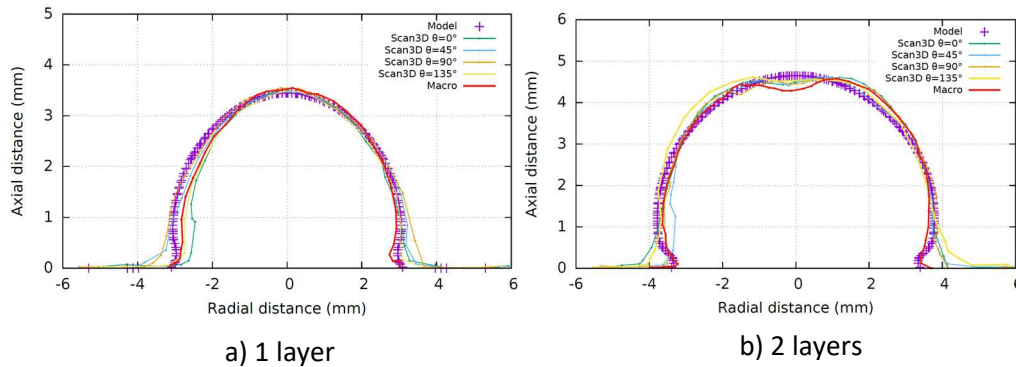 5
4
3
2
1
0
Axial distance (mm)
-6
-4
-2
0
2
4
6
Radial distance (mm)
Model
Scan3D θ=0°
Scan3D θ=45°
Scan3D θ=90°
Scan3D θ=135°
Macro
a) 1 layer
6
5
4
3
2
1
0
Axial distance (mm)
-6
-4
-2
0
2
4
6
Radial distance (mm)
Model
Scan3D θ=0°
Scan3D θ=45°
Scan3D θ=90°
Scan3D θ=135°
Macro
b) 2 layers